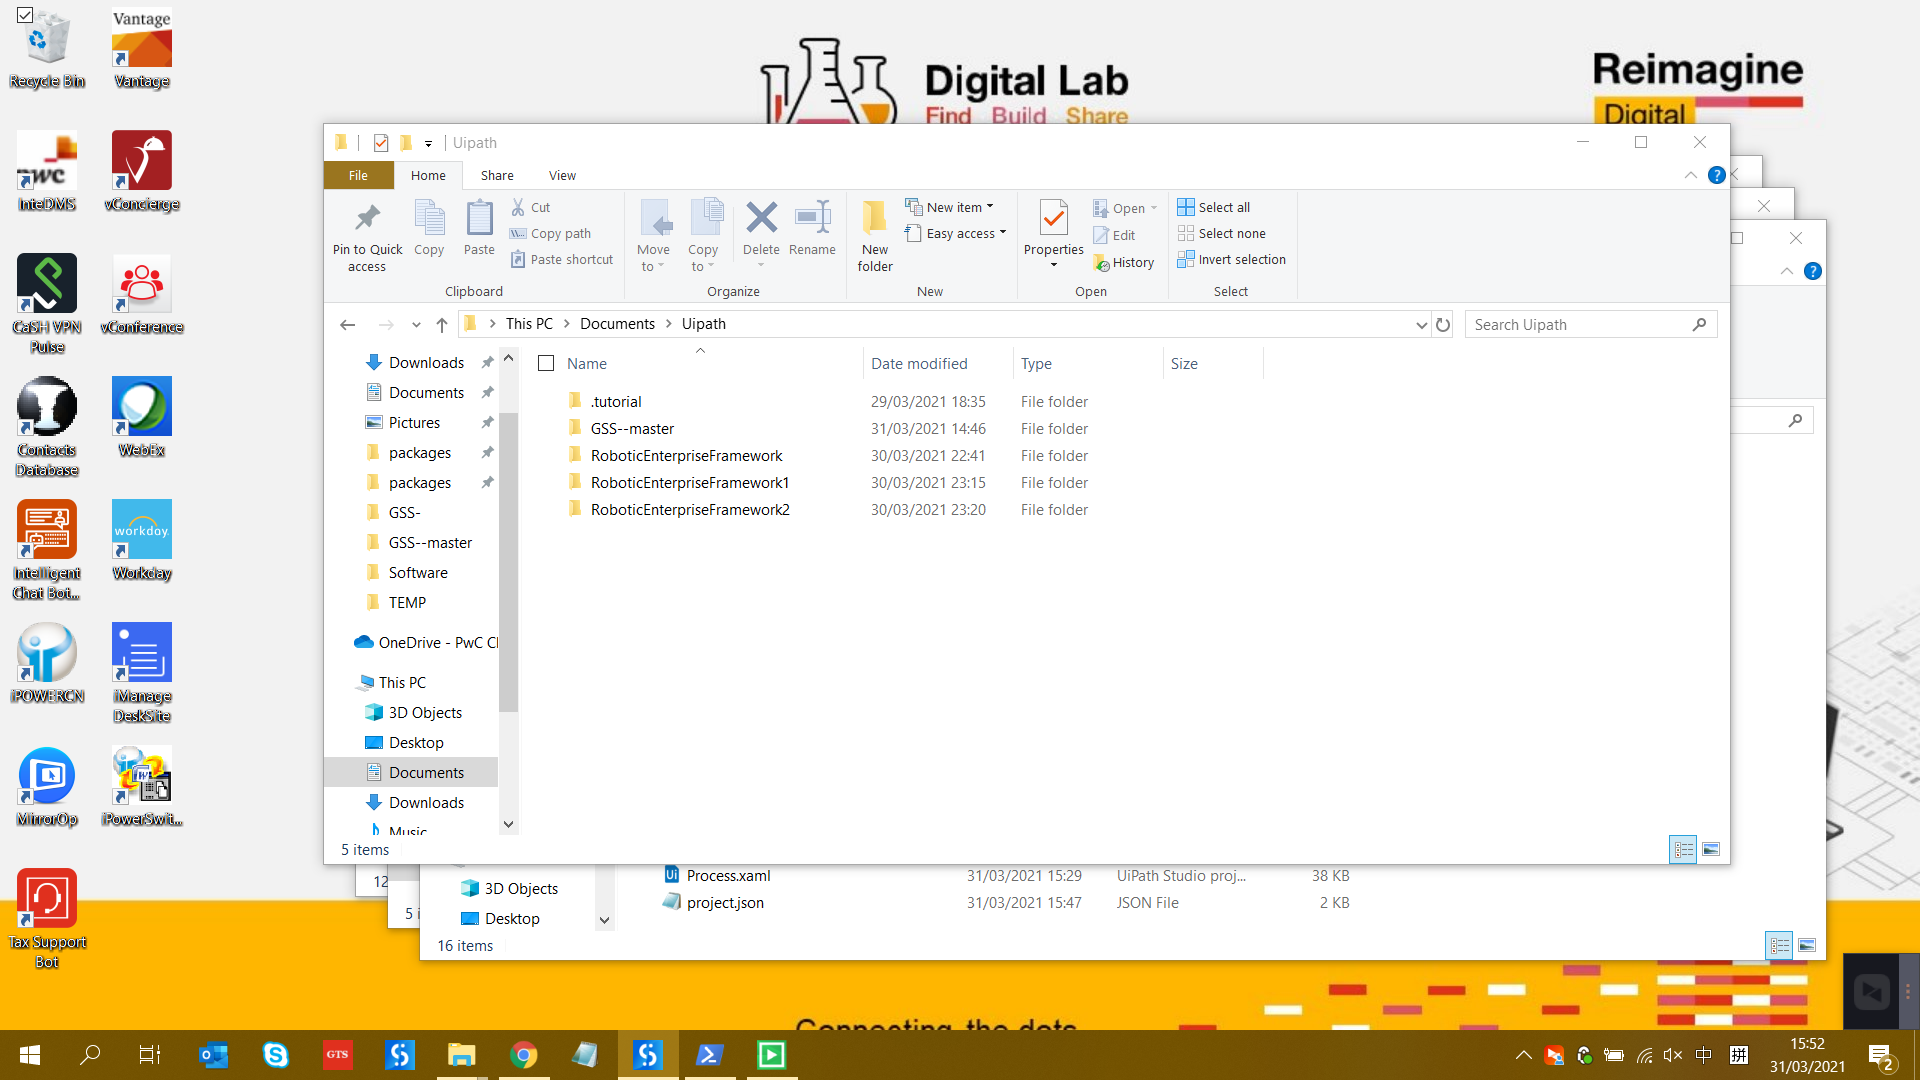 Recycle Bin
Vantage
Vantage
InteDMS
vConcierge
CaSH VPN
Pulse
vConference
Contacts
Database
WebEx
Intelligent
Chat Bot...
workday.
Workday
iPOWERCN
iManage
DeskSite
MirrorOp
iPowerSwit...
Tax Support
Bot
Digital Lab
Find Build Share
Reimagine
Digital
Uipath
File
Home
Share
View
Pin to Quick
access
Copy
Paste
Cut
Copy path
Paste shortcut
Clipboard
Move
to
Copy
to
Delete
Rename
Organize
New
folder
New item
Easy access
New
Properties
Open
Edit
History
Open
Select all
Select none
Invert selection
Select
This PC > Documents > Uipath
Search Uipath
Downloads
Documents
Pictures
packages
packages
GSS-
GSS--master
Software
TEMP
OneDrive - PwC Cl
This PC
3D Objects
Desktop
Documents
Downloads
Music
Name Date modified Type Size
.tutorial 29/03/2021 18:35 File folder
GSS--master 31/03/2021 14:46 File folder
RoboticEnterpriseFramework 30/03/2021 22:41 File folder
RoboticEnterpriseFramework1 30/03/2021 23:15 File folder
RoboticEnterpriseFramework2 30/03/2021 23:20 File folder
5 items
12
5 i
3D Objects
Desktop
Process.xaml 31/03/2021 15:29 UiPath Studio proj... 38 KB
project.json 31/03/2021 15:47 JSON File 2 KB
16 items
Connecting the dots
GTS
中
拼
15:52
31/03/2021
2